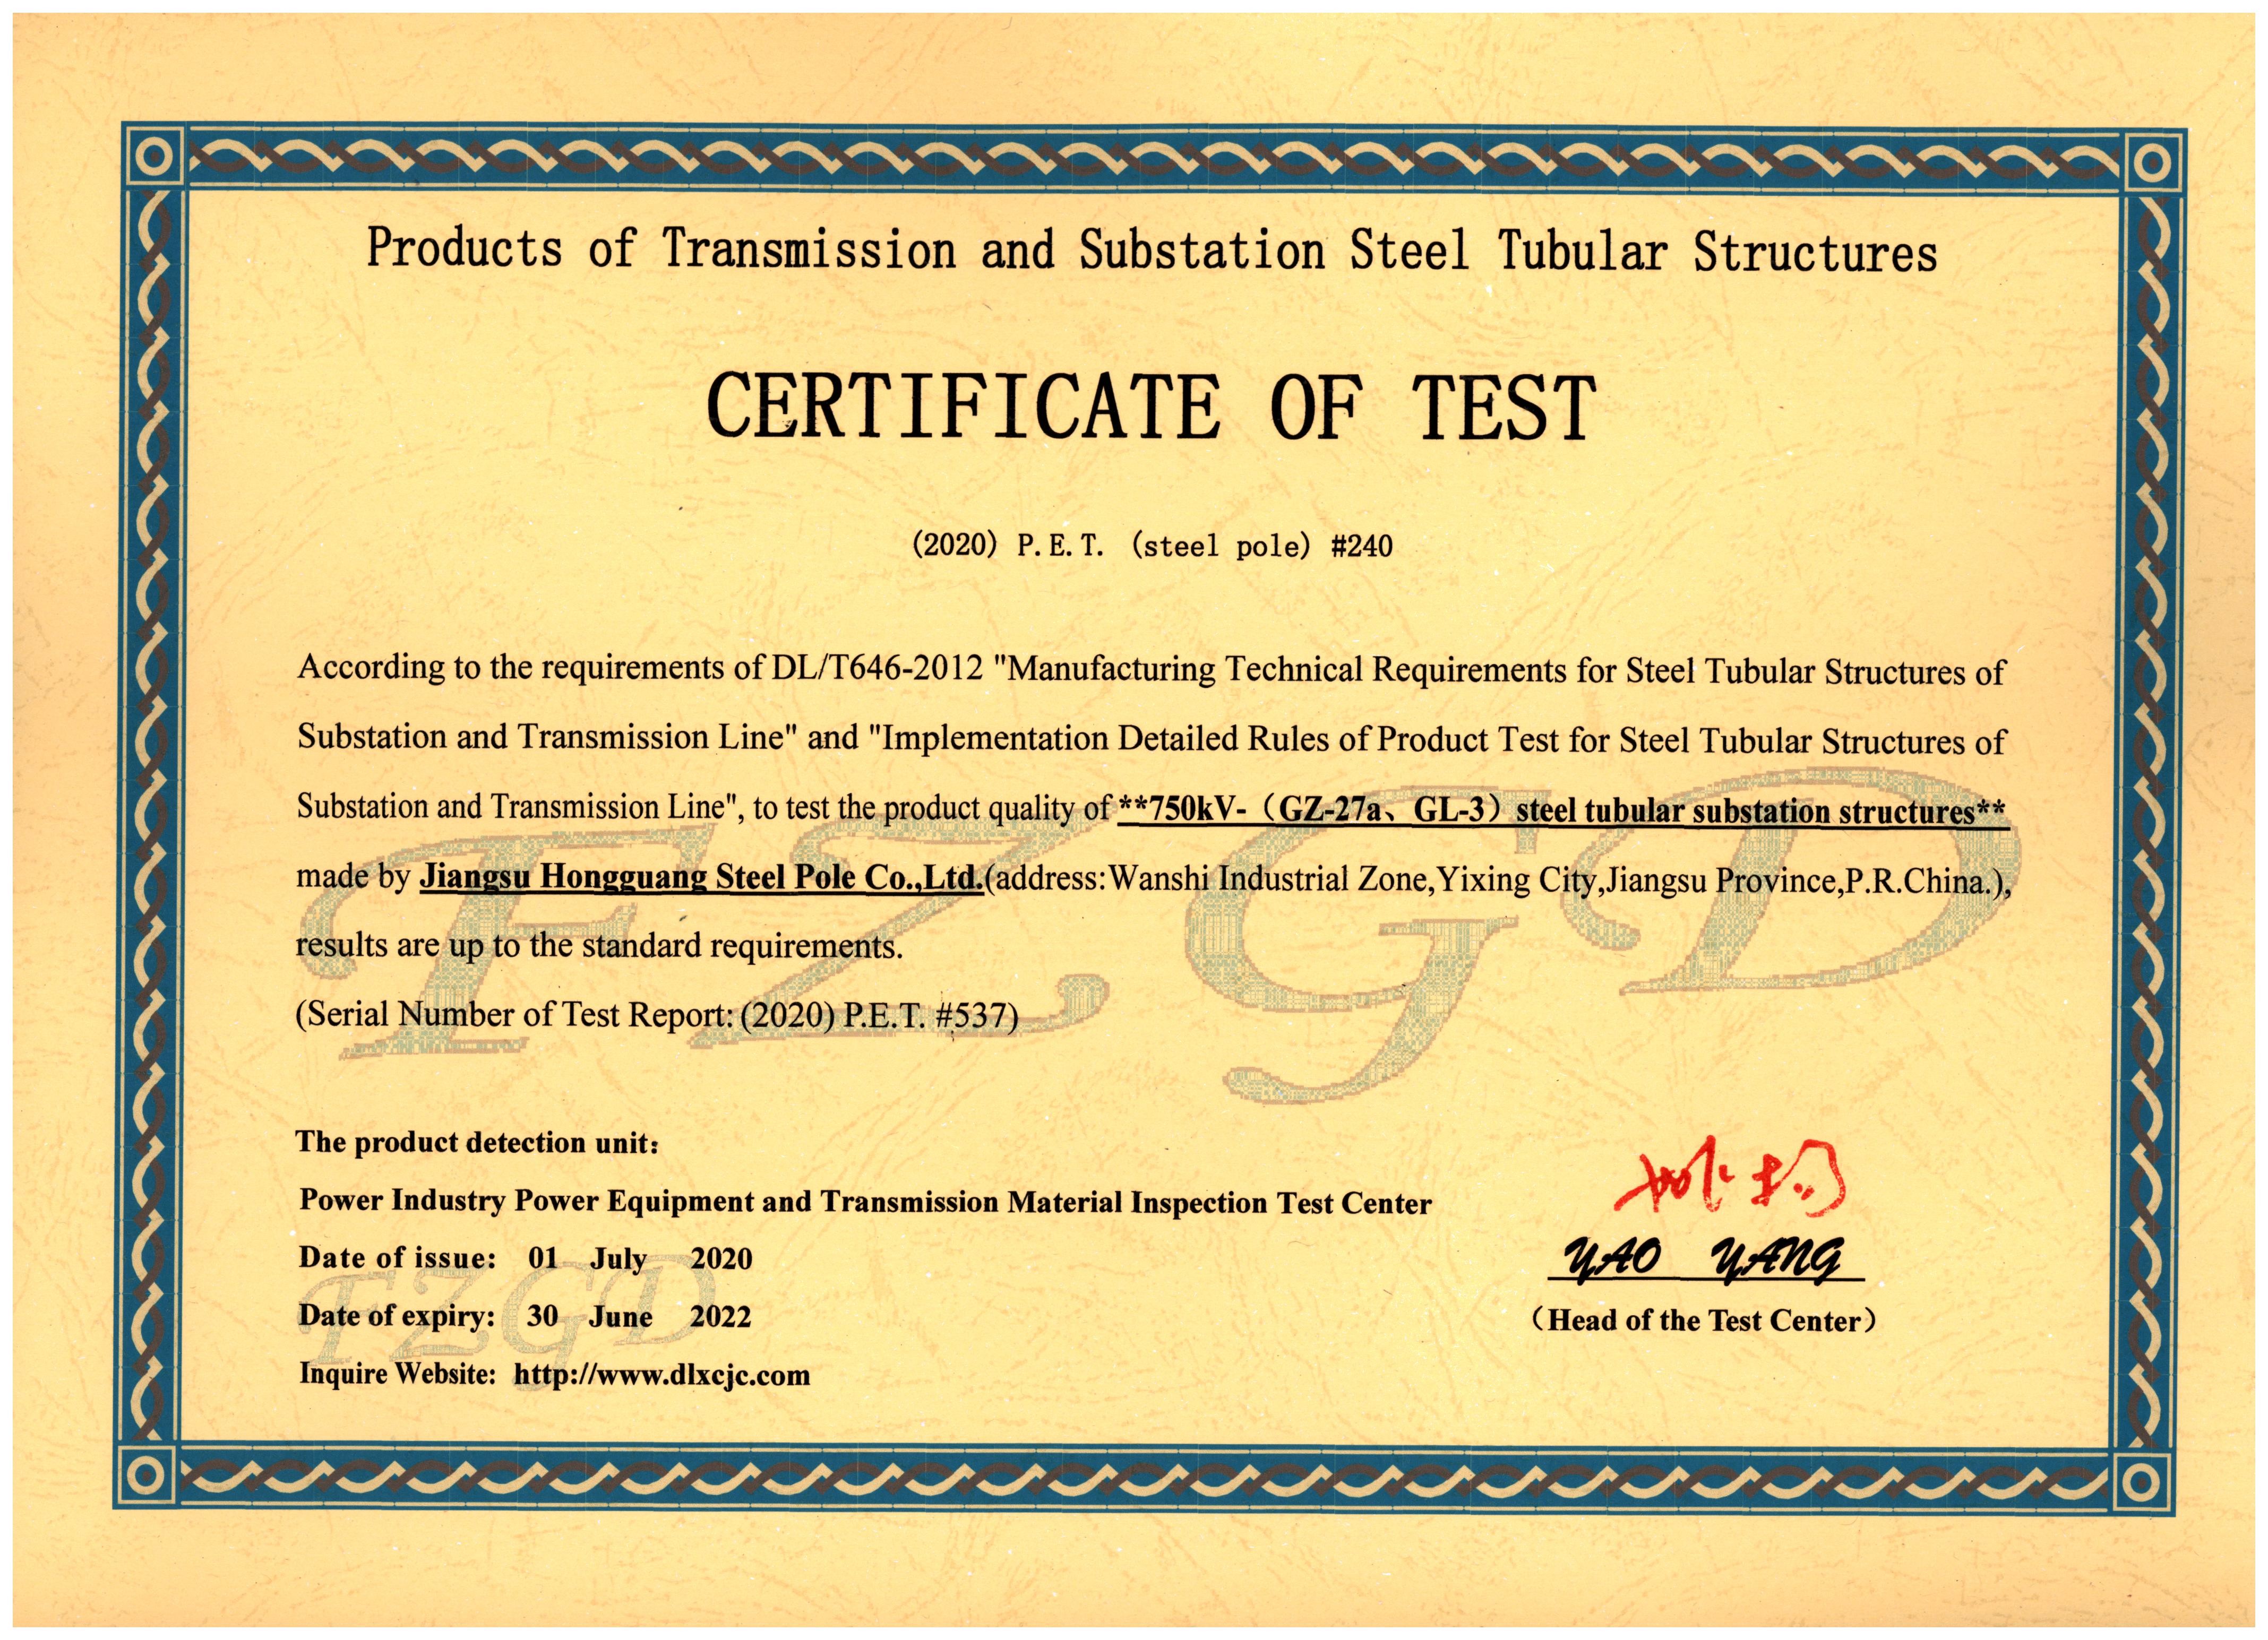 Products of Transmission and Substation Steel Tubular Structures
CERTIFICATE OF TEST
(2020) P.E.T. (steel pole) #240
According to the requirements of DL/T646-2012 "Manufacturing Technical Requirements for Steel Tubular Structures of
Substation and Transmission Line" and "Implementation Detailed Rules of Product Test for Steel Tubular Structures of
Substation and Transmission Line", to test the product quality of **750kV-（GZ-27a、GL-3）steel tubular substation structures**
made by Jiangsu Hongguang Steel Pole Co.,Ltd.(address:Wanshi Industrial Zone,Yixing City,Jiangsu Province,P.R.China.),
results are up to the standard requirements.
(Serial Number of Test Report: (2020) P.E.T. #537)
FZGD
The product detection unit:
Power Industry Power Equipment and Transmission Material Inspection Test Center
Date of issue: 01 July 2020
Date of expiry: 30 June 2022
Inquire Website: http://www.dlxcjc.com
FZGD
YAO YANG
（Head of the Test Center）